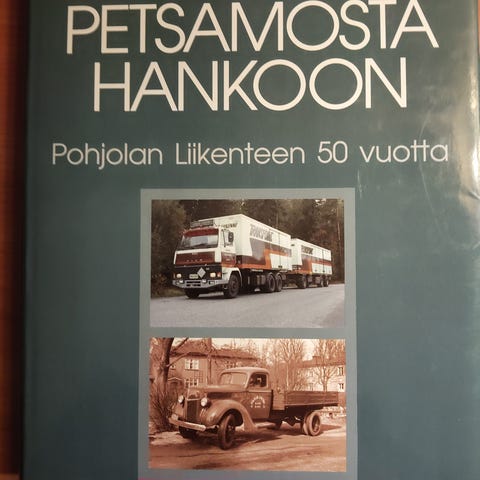 PETSAMOSTA
HANKOON
Pohjolan Liikenteen 50 vuotta